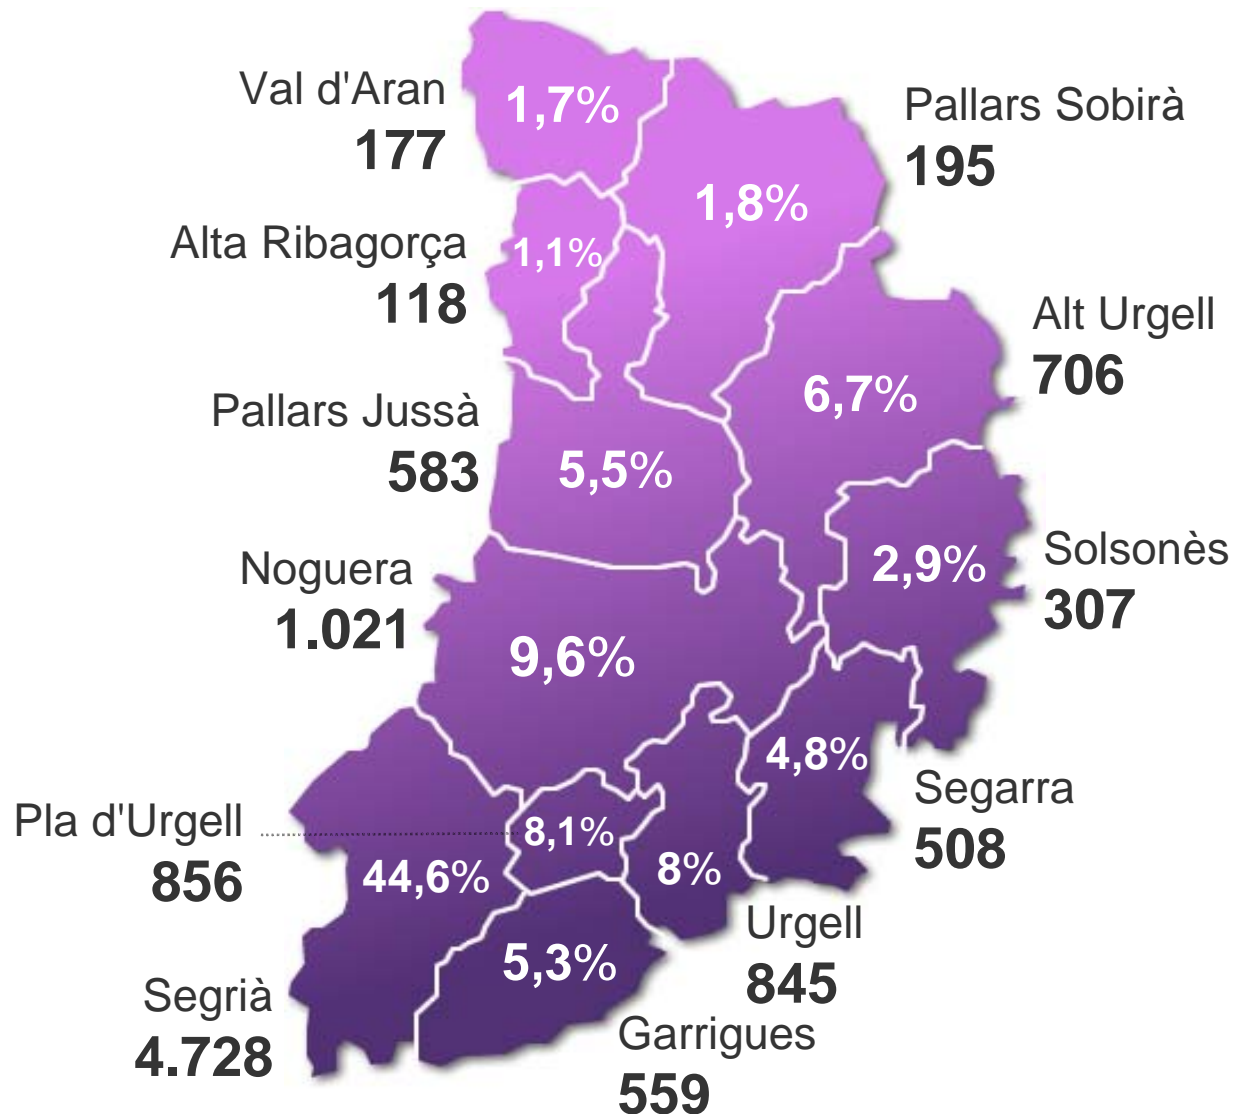 Val d'Aran
177
1,7%
Pallars Sobirà
195
1,8%
Alta Ribagorça
118
1,1%
Alt Urgell
706
6,7%
Pallars Jussà
583
5,5%
Solsonès
307
2,9%
Noguera
1.021
9,6%
Segarra
508
4,8%
Pla d'Urgell
856
8,1%
Urgell
845
8%
Segrià
4.728
44,6%
Garrigues
559
5,3%